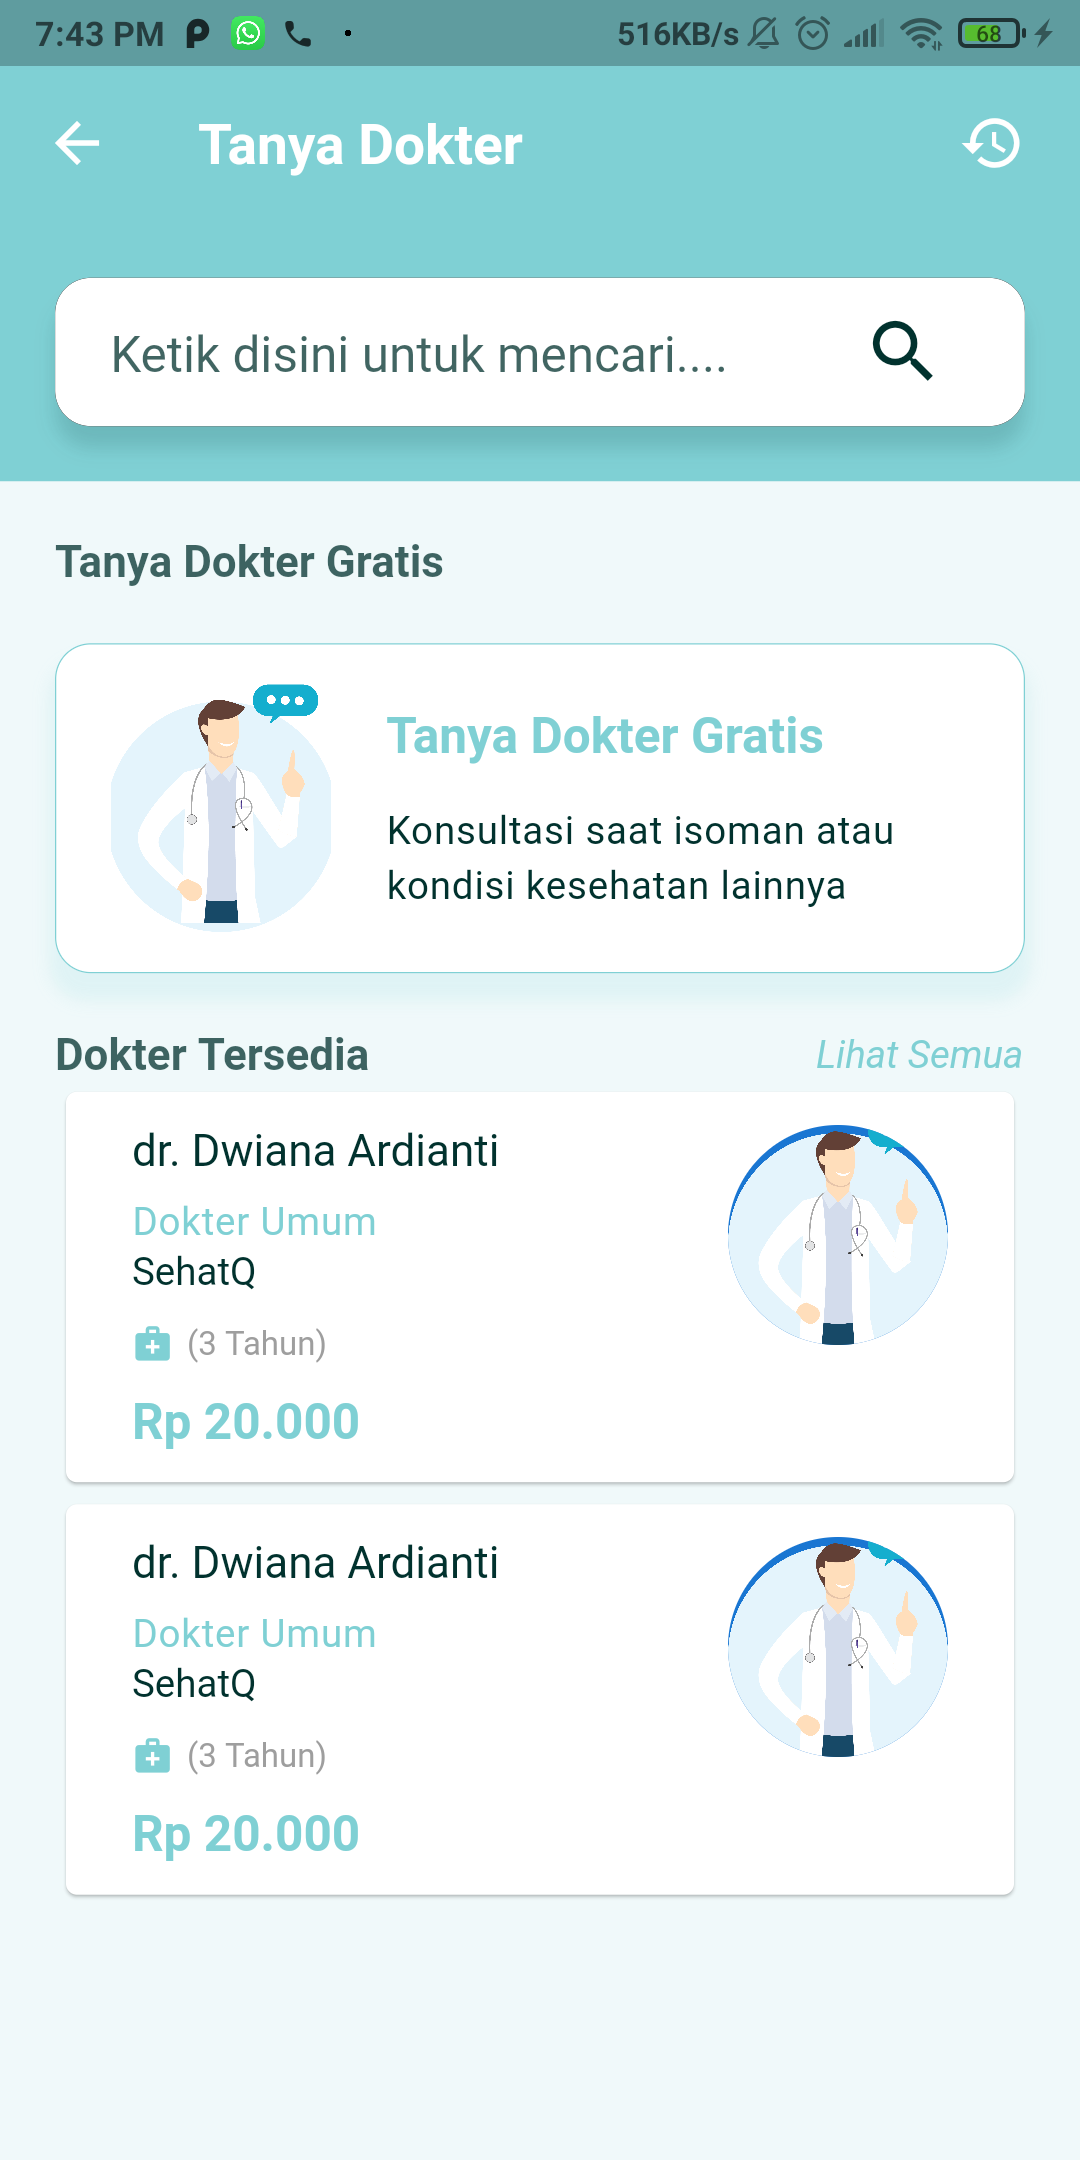 7:43 PM 516KB/s 68
Tanya Dokter
Ketik disini untuk mencari....
Tanya Dokter Gratis
Tanya Dokter Gratis
Konsultasi saat isoman atau
kondisi kesehatan lainnya
Dokter Tersedia Lihat Semua
dr. Dwiana Ardianti
Dokter Umum
SehatQ
(3 Tahun)
Rp 20.000
dr. Dwiana Ardianti
Dokter Umum
SehatQ
(3 Tahun)
Rp 20.000